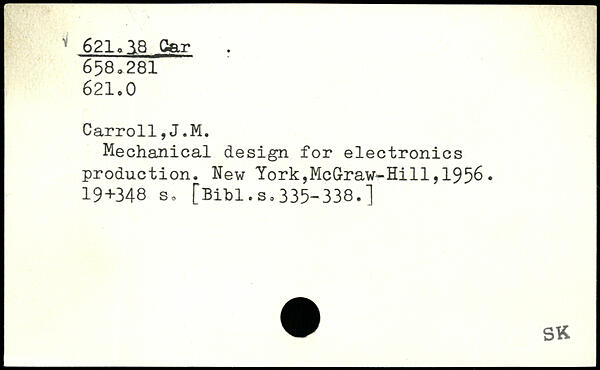 621.38 Car
658.281
621.0
Carroll,J.M.
Mechanical design for electronics
production. New York,McGraw-Hill,1956.
19+348 s. [Bibl.s.335-338.]
SK